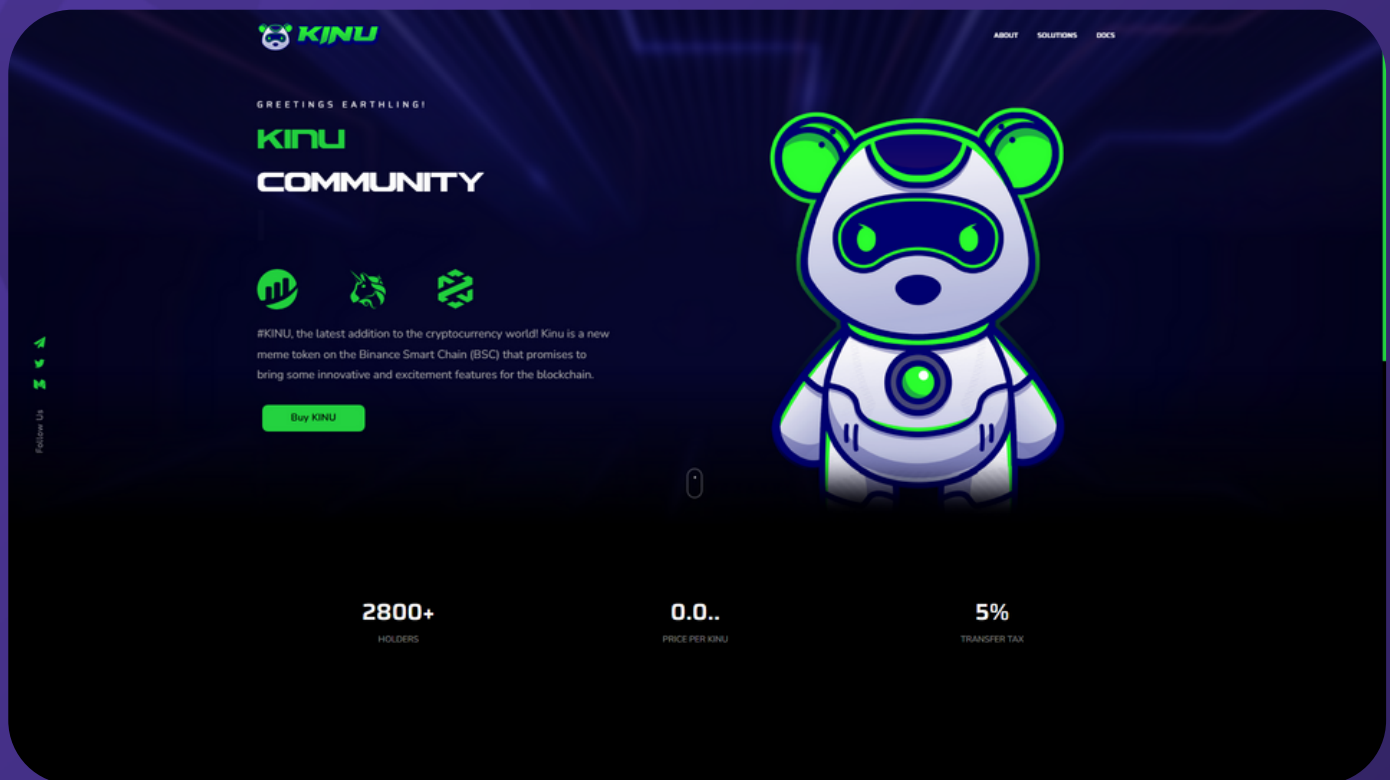 KINU
ABOUT SOLUTIONS DOCS
GREETINGS EARTHLING!
KINU
COMMUNITY
#KINU, the latest addition to the cryptocurrency world! Kinu is a new
meme token on the Binance Smart Chain (BSC) that promises to
bring some innovative and excitement features for the blockchain.
Buy KINU
Follow Us
2800+ 0.0.. 5%
HOLDERS PRICE PER KINU TRANSFER TAX